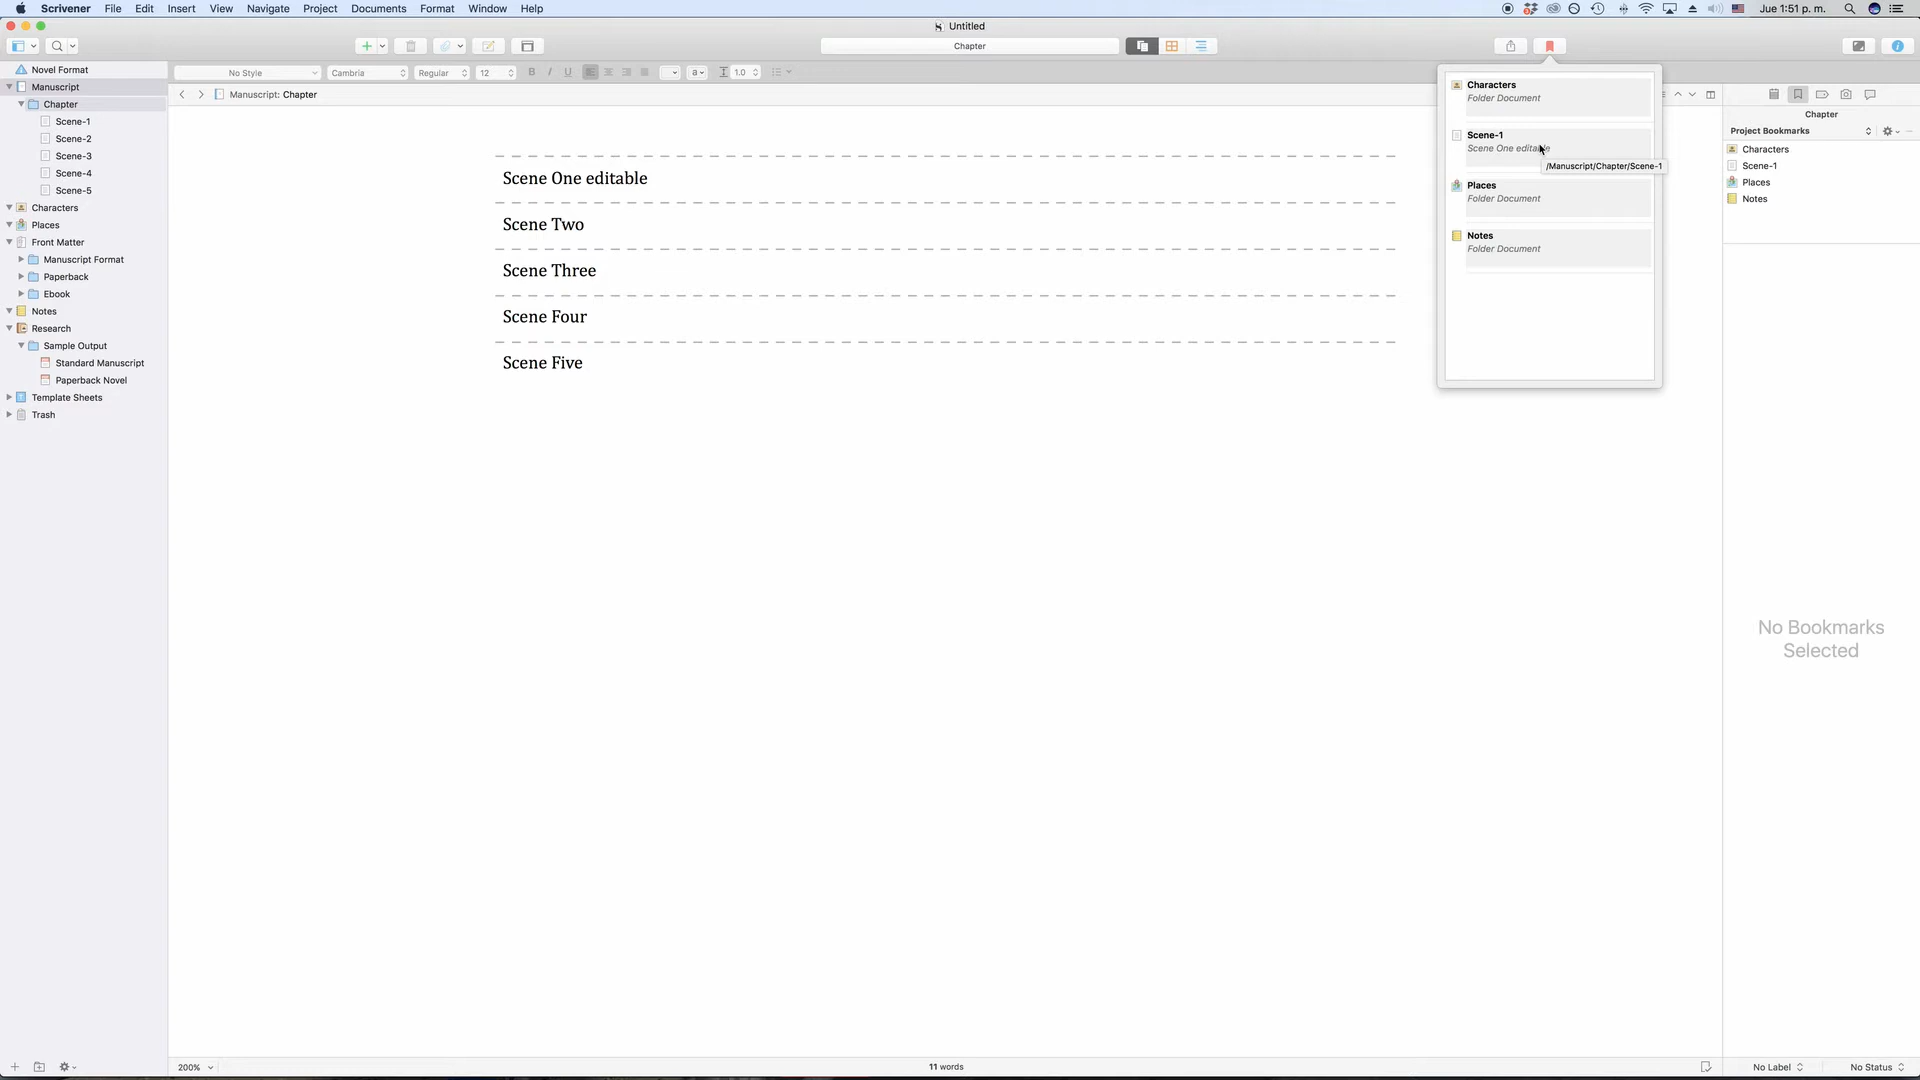 Scrivener File Edit Insert View Navigate Project Documents Format Window Help Jue 1:51 p. m.
Untitled
Chapter
No Style Cambria Regular 12 B I U a 1.0
Manuscript: Chapter
Novel Format
Manuscript
Chapter
Scene-1
Scene-2
Scene-3
Scene-4
Scene-5
Characters
Places
Front Matter
Manuscript Format
Paperback
Ebook
Notes
Research
Sample Output
Standard Manuscript
Paperback Novel
Template Sheets
Trash
Scene One editable
Scene Two
Scene Three
Scene Four
Scene Five
Characters
Folder Document
Scene-1
Scene One editable
/Manuscript/Chapter/Scene-1
Places
Folder Document
Notes
Folder Document
Chapter
Project Bookmarks
Characters
Scene-1
Places
Notes
No Bookmarks
Selected
200% 11 words No Label No Status